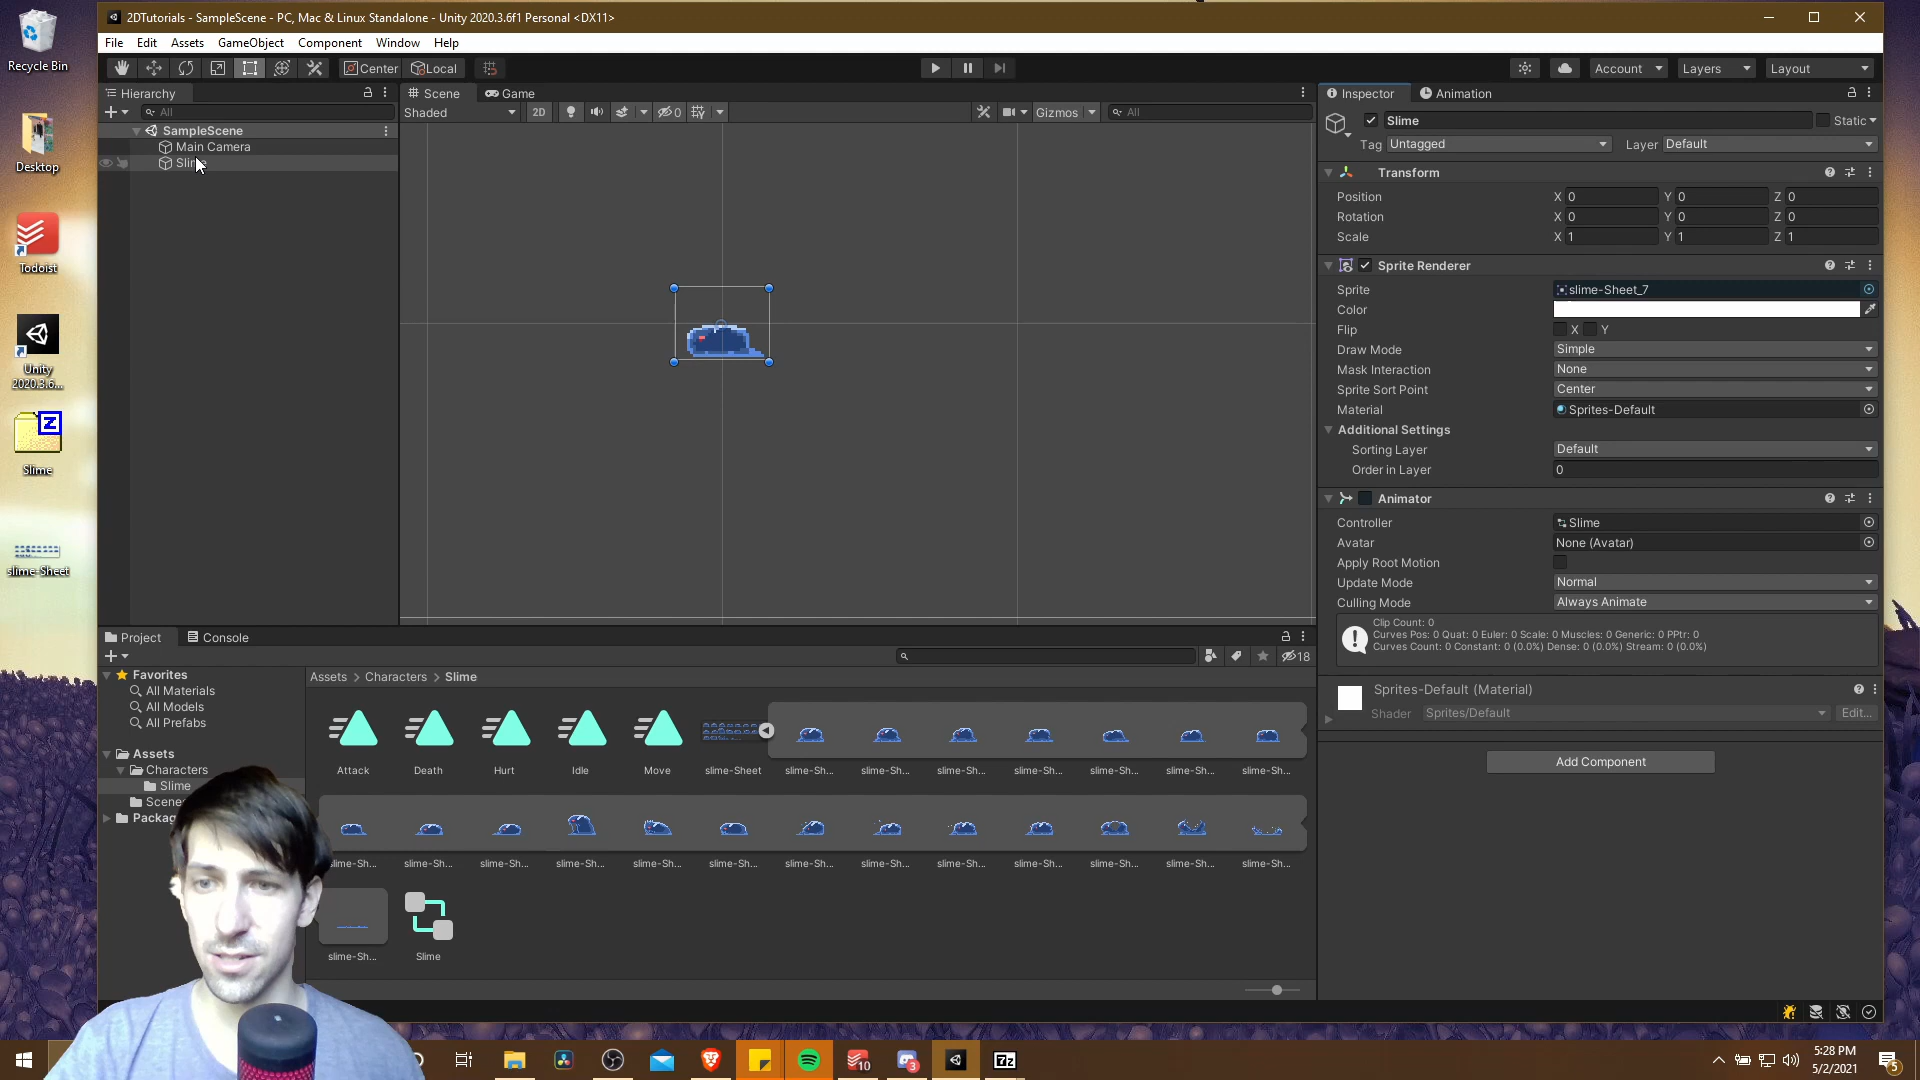 2DTutorials - SampleScene - PC, Mac & Linux Standalone - Unity 2020.3.6f1 Personal <DX11>
File Edit Assets GameObject Component Window Help
Center Local
Account Layers Layout
Recycle Bin
Desktop
Todoist
Unity
2020.3.6...
Slime
slime-Sheet
Hierarchy
All
SampleScene
Main Camera
Scene Game
Shaded 2D 0 Gizmos All
Inspector Animation
Slime Static
Tag Untagged Layer Default
Transform
Position X 0 Y 0 Z 0
Rotation X 0 Y 0 Z 0
Scale X 1 Y 1 Z 1
Sprite Renderer
Sprite slime-Sheet_7
Color
Flip X Y
Draw Mode Simple
Mask Interaction None
Sprite Sort Point Center
Material Sprites-Default
Additional Settings
Sorting Layer Default
Order in Layer 0
Animator
Controller Slime
Avatar None (Avatar)
Apply Root Motion
Update Mode Normal
Culling Mode Always Animate
Clip Count: 0
Curves Pos: 0 Quat: 0 Euler: 0 Scale: 0 Muscles: 0 Generic: 0 PPtr: 0
Curves Count: 0 Constant: 0 (0.0%) Dense: 0 (0.0%) Stream: 0 (0.0%)
Sprites-Default (Material)
Shader Sprites/Default Edit...
Add Component
Project Console
18
Favorites
All Materials
All Models
All Prefabs
Assets
Characters
Slime
Assets > Characters > Slime
Attack Death Hurt Idle Move slime-Sheet slime-Sh... slime-Sh... slime-Sh... slime-Sh... slime-Sh... slime-Sh... slime-Sh...
slime-Sh... slime-Sh... slime-Sh... slime-Sh... slime-Sh... slime-Sh... slime-Sh... slime-Sh... slime-Sh... slime-Sh... slime-Sh... slime-Sh... slime-Sh...
slime-Sh... Slime
10 3 7z
5:28 PM
5/2/2021
5